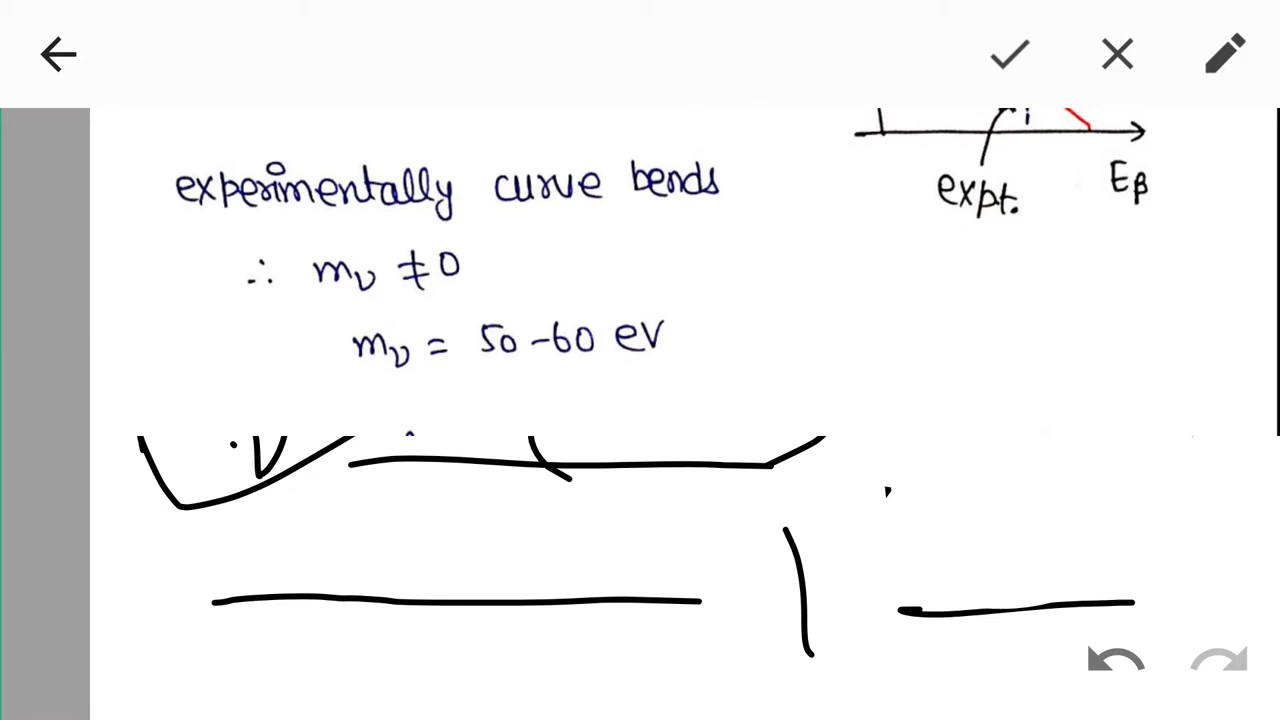 expt.
Eβ
experimentally curve bends
∴ mν ≠ 0
mν = 50-60 eV